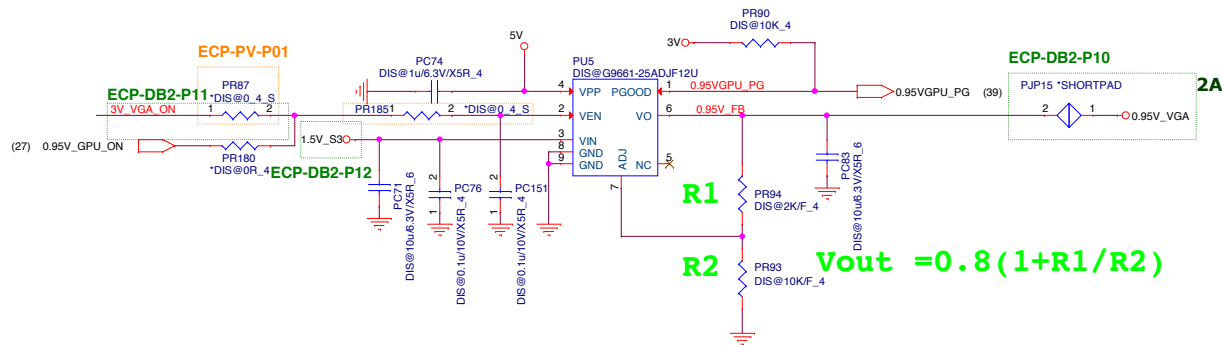 PR90
DIS@10K_4
5V
3V
ECP-PV-P01
PC74
DIS@1u/6.3V/X5R_4
PU5
DIS@G9661-25ADJF12U
ECP-DB2-P10
ECP-DB2-P11
PR87
*DIS@0_4_S
4 VPP PGOOD 1
0.95VGPU_PG
0.95VGPU_PG (39)
PJP15 *SHORTPAD
2A
3V_VGA_ON
1 2
PR185 1 2 *DIS@0_4_S
2 VEN VO 6
0.95V_FB
2 1
0.95V_VGA
1.5V_S3
3 VIN
(27) 0.95V_GPU_ON
PR180
*DIS@0R_4
8 GND
9 GND
ADJ
NC 5
7
ECP-DB2-P12
PC71
DIS@10u/6.3V/X5R_6
2
1
PC76
DIS@0.1u/10V/X5R_4
2
1
PC151
DIS@0.1u/10V/X5R_4
R1
PR94
DIS@2K/F_4
PC83
DIS@10u/6.3V/X5R_6
R2
PR93
DIS@10K/F_4
Vout =0.8(1+R1/R2)